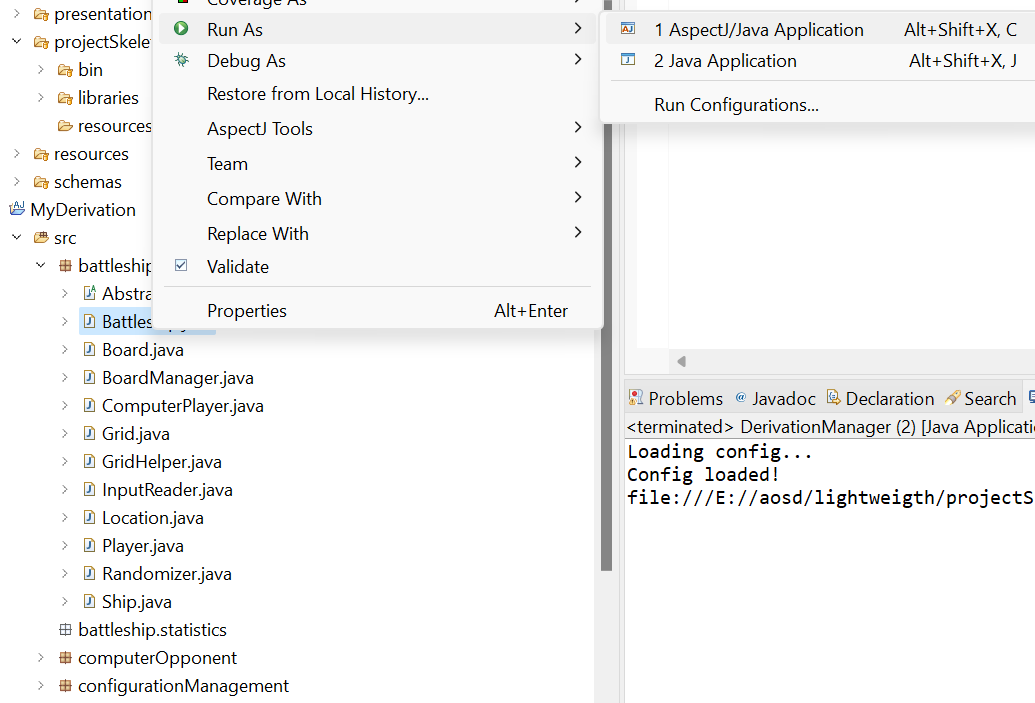 presentation
projectSkele
bin
libraries
resources
resources
schemas
MyDerivation
src
battleship
Abstra
Battles
Board.java
BoardManager.java
ComputerPlayer.java
Grid.java
GridHelper.java
InputReader.java
Location.java
Player.java
Randomizer.java
Ship.java
battleship.statistics
computerOpponent
configurationManagement
Coverage As
Run As
Debug As
Restore from Local History...
AspectJ Tools
Team
Compare With
Replace With
Validate
Properties Alt+Enter
1 AspectJ/Java Application Alt+Shift+X, C
2 Java Application Alt+Shift+X, J
Run Configurations...
Problems @ Javadoc Declaration Search
<terminated> DerivationManager (2) [Java Applicatio
Loading config...
Config loaded!
file:///E://aosd/lightweigth/projectS